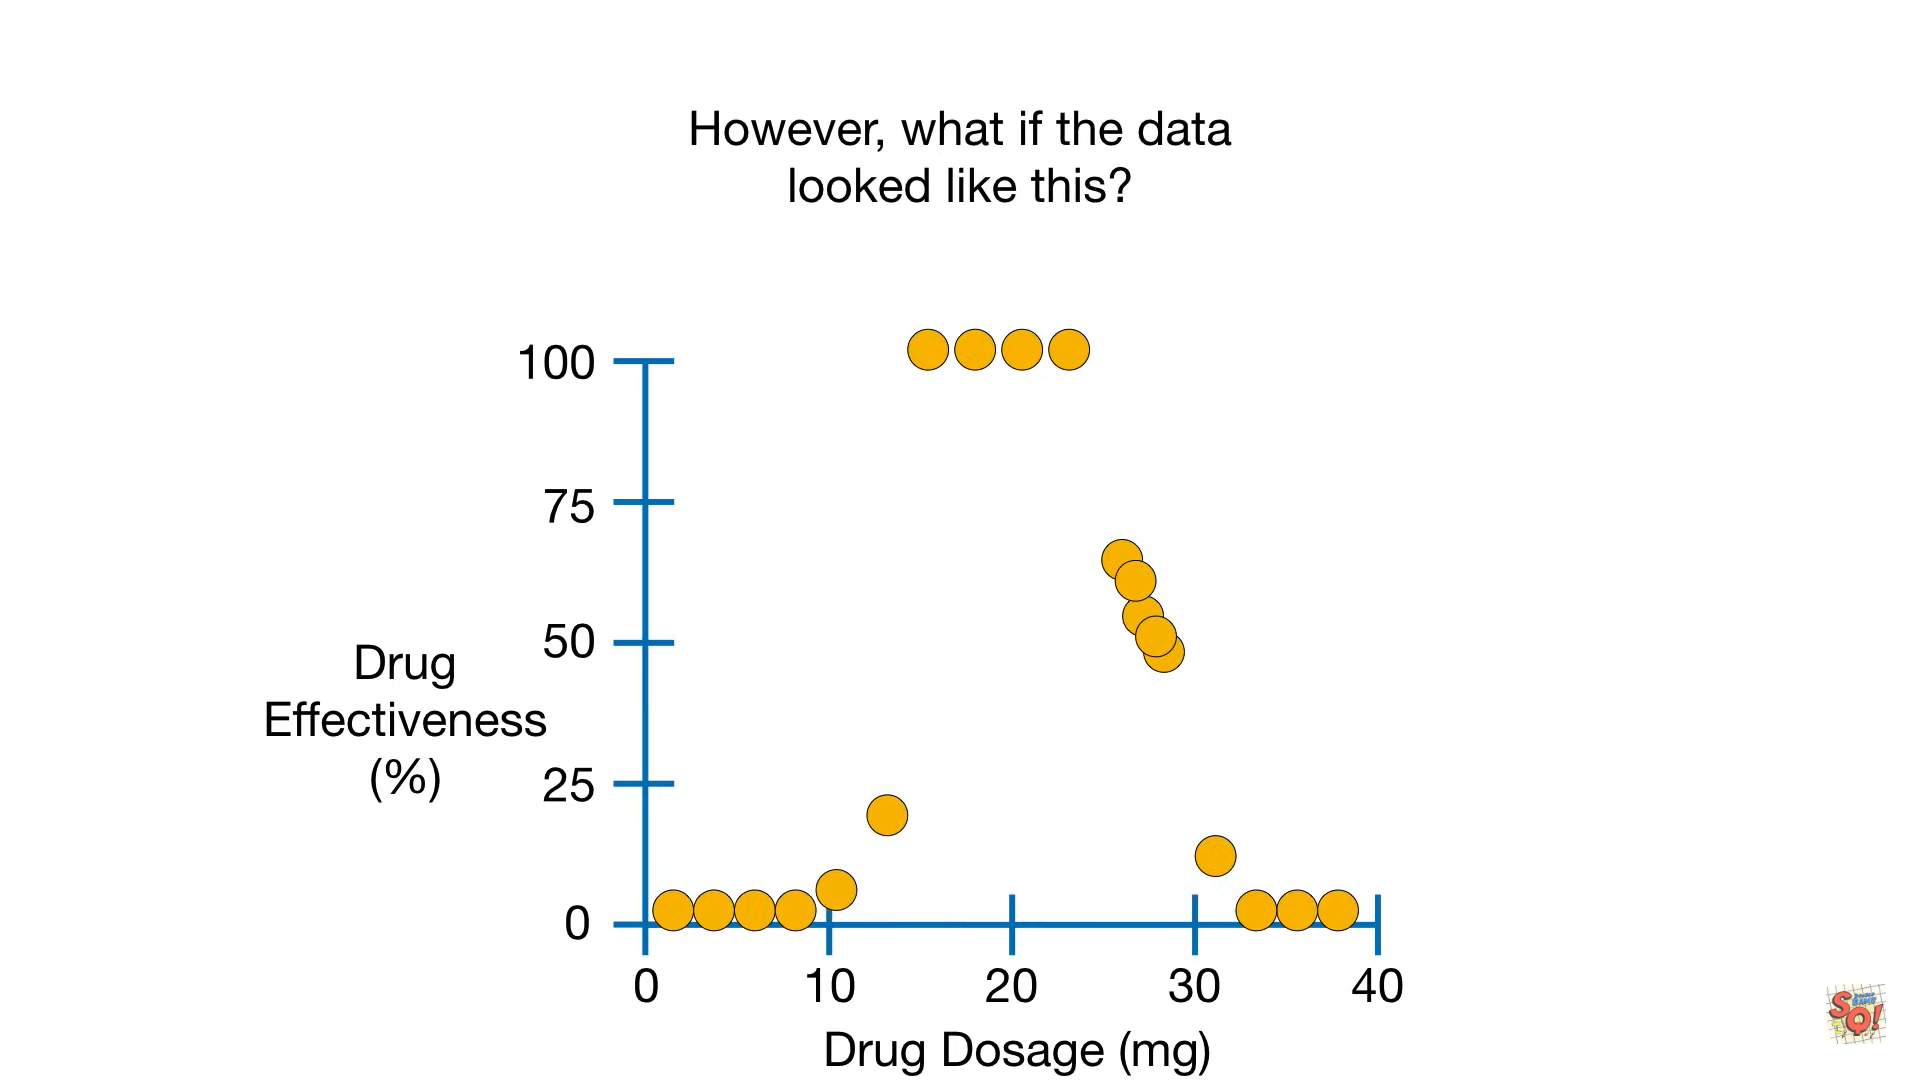 However, what if the data
looked like this?
100
75
50
25
0
Drug
Effectiveness
(%)
0 10 20 30 40
Drug Dosage (mg)
SQ!